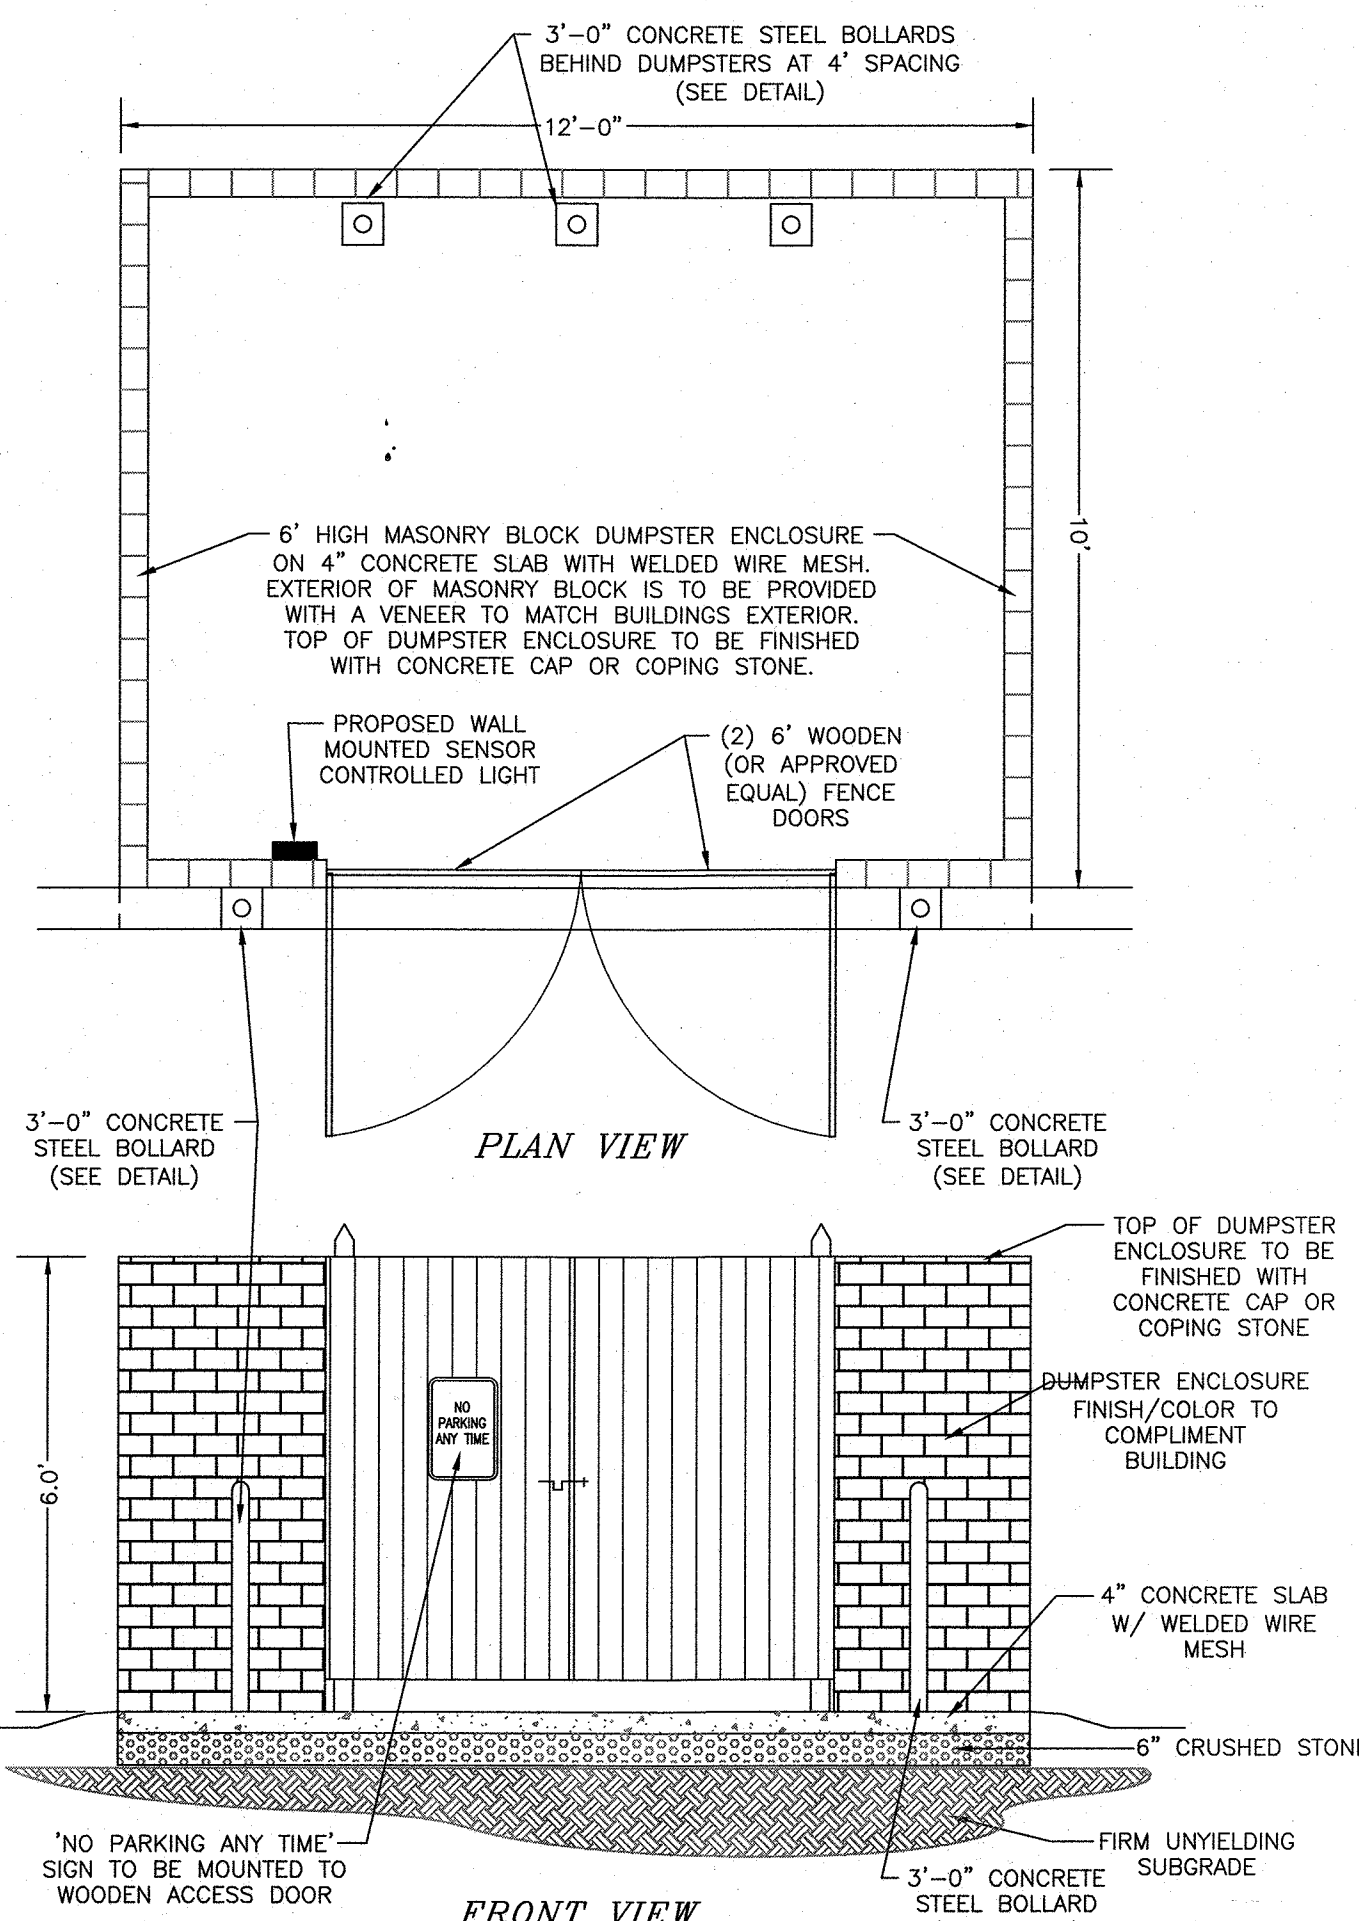 3'-0" CONCRETE STEEL BOLLARDS
BEHIND DUMPSTERS AT 4' SPACING
(SEE DETAIL)
12'-0"
10'
6' HIGH MASONRY BLOCK DUMPSTER ENCLOSURE
ON 4" CONCRETE SLAB WITH WELDED WIRE MESH.
EXTERIOR OF MASONRY BLOCK IS TO BE PROVIDED
WITH A VENEER TO MATCH BUILDINGS EXTERIOR.
TOP OF DUMPSTER ENCLOSURE TO BE FINISHED
WITH CONCRETE CAP OR COPING STONE.
PROPOSED WALL
MOUNTED SENSOR
CONTROLLED LIGHT
(2) 6' WOODEN
(OR APPROVED
EQUAL) FENCE
DOORS
3'-0" CONCRETE
STEEL BOLLARD
(SEE DETAIL)
PLAN VIEW
3'-0" CONCRETE
STEEL BOLLARD
(SEE DETAIL)
TOP OF DUMPSTER
ENCLOSURE TO BE
FINISHED WITH
CONCRETE CAP OR
COPING STONE
DUMPSTER ENCLOSURE
FINISH/COLOR TO
COMPLIMENT
BUILDING
NO
PARKING
ANY TIME
6.0'
4" CONCRETE SLAB
W/ WELDED WIRE
MESH
6" CRUSHED STONE
FIRM UNYIELDING
SUBGRADE
'NO PARKING ANY TIME'
SIGN TO BE MOUNTED TO
WOODEN ACCESS DOOR
3'-0" CONCRETE
STEEL BOLLARD
FRONT VIEW